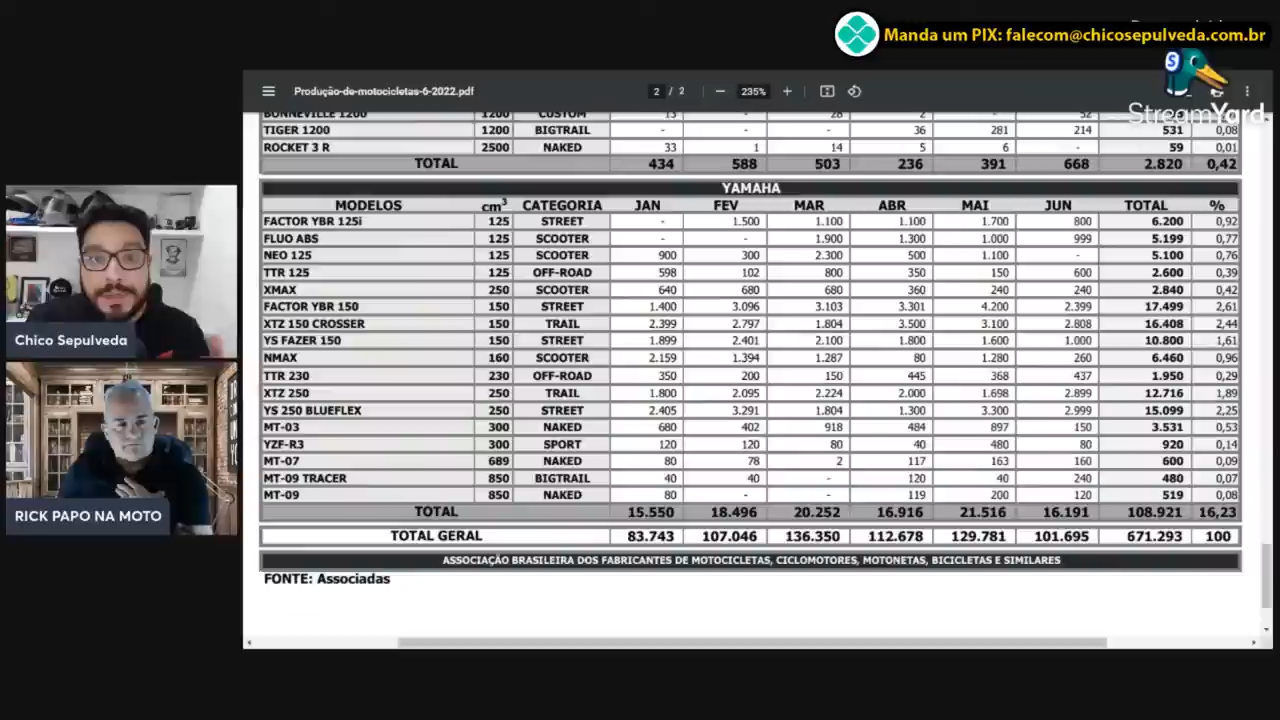 Manda um PIX: falecom@chicosepulveda.com.br
S
StreamYard
Produção-de-motocicletas-6-2022.pdf 2 / 2 235%
BONNEVILLE 1200 1200 CUSTOM 13 - 28 2 - 52
TIGER 1200 1200 BIGTRAIL - - - 36 281 214 531 0,08
ROCKET 3 R 2500 NAKED 33 1 14 5 6 - 59 0,01
TOTAL 434 588 503 236 391 668 2.820 0,42
YAMAHA
MODELOS cm³ CATEGORIA JAN FEV MAR ABR MAI JUN TOTAL %
FACTOR YBR 125i 125 STREET - 1.500 1.100 1.100 1.700 800 6.200 0,92
FLUO ABS 125 SCOOTER - - 1.900 1.300 1.000 999 5.199 0,77
NEO 125 125 SCOOTER 900 300 2.300 500 1.100 - 5.100 0,76
TTR 125 125 OFF-ROAD 598 102 800 350 150 600 2.600 0,39
XMAX 250 SCOOTER 640 680 680 360 240 240 2.840 0,42
FACTOR YBR 150 150 STREET 1.400 3.096 3.103 3.301 4.200 2.399 17.499 2,61
XTZ 150 CROSSER 150 TRAIL 2.399 2.797 1.804 3.500 3.100 2.808 16.408 2,44
YS FAZER 150 150 STREET 1.899 2.401 2.100 1.800 1.600 1.000 10.800 1,61
NMAX 160 SCOOTER 2.159 1.394 1.287 80 1.280 260 6.460 0,96
TTR 230 230 OFF-ROAD 350 200 150 445 368 437 1.950 0,29
XTZ 250 250 TRAIL 1.800 2.095 2.224 2.000 1.698 2.899 12.716 1,89
YS 250 BLUEFLEX 250 STREET 2.405 3.291 1.804 1.300 3.300 2.999 15.099 2,25
MT-03 300 NAKED 680 402 918 484 897 150 3.531 0,53
YZF-R3 300 SPORT 120 120 80 40 480 80 920 0,14
MT-07 689 NAKED 80 78 2 117 163 160 600 0,09
MT-09 TRACER 850 BIGTRAIL 40 40 - 120 40 240 480 0,07
MT-09 850 NAKED 80 - - 119 200 120 519 0,08
TOTAL 15.550 18.496 20.252 16.916 21.516 16.191 108.921 16,23
TOTAL GERAL 83.743 107.046 136.350 112.678 129.781 101.695 671.293 100
ASSOCIAÇÃO BRASILEIRA DOS FABRICANTES DE MOTOCICLETAS, CICLOMOTORES, MOTONETAS, BICICLETAS E SIMILARES
FONTE: Associadas
Chico Sepulveda
RICK PAPO NA MOTO